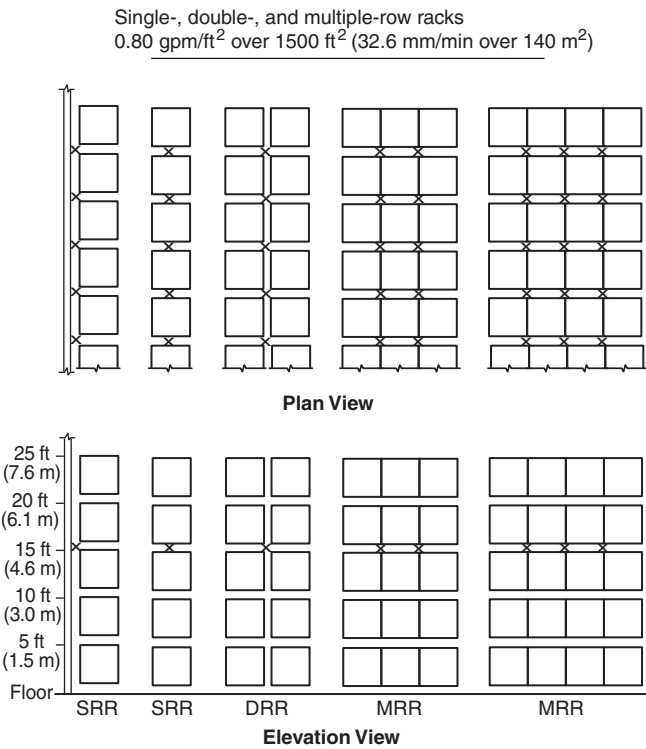 Single-, double-, and multiple-row racks
0.80 gpm/ft² over 1500 ft² (32.6 mm/min over 140 m²)
Plan View
25 ft
(7.6 m)
20 ft
(6.1 m)
15 ft
(4.6 m)
10 ft
(3.0 m)
5 ft
(1.5 m)
Floor
SRR SRR DRR MRR MRR
Elevation View